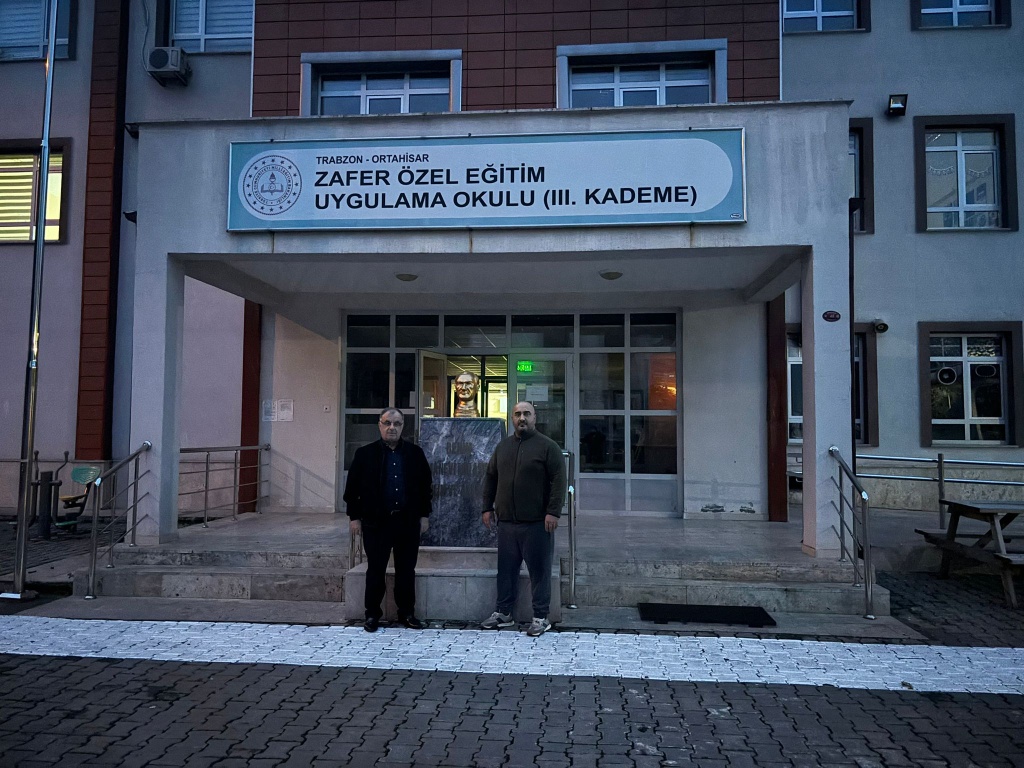 TRABZON - ORTAHİSAR
ZAFER ÖZEL EĞİTİM
UYGULAMA OKULU (III. KADEME)